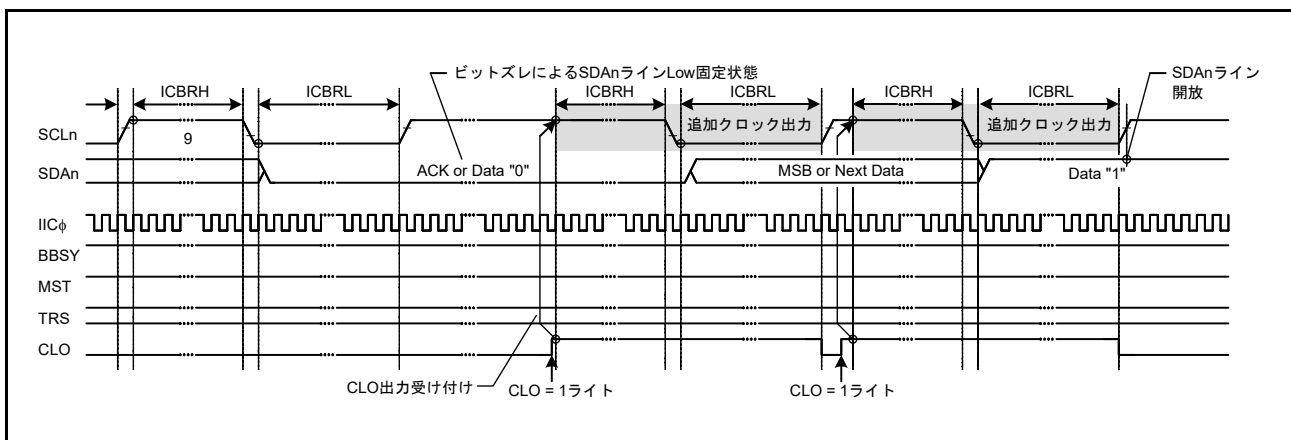 ビットズレによるSDAnラインLow固定状態
SDAnライン
開放
ICBRH
ICBRL
ICBRH
ICBRL
ICBRH
ICBRL
SCLn
9
追加クロック出力
追加クロック出力
SDAn
ACK or Data "0"
MSB or Next Data
Data "1"
IICφ
BBSY
MST
TRS
CLO
CLO出力受け付け
CLO = 1ライト
CLO = 1ライト